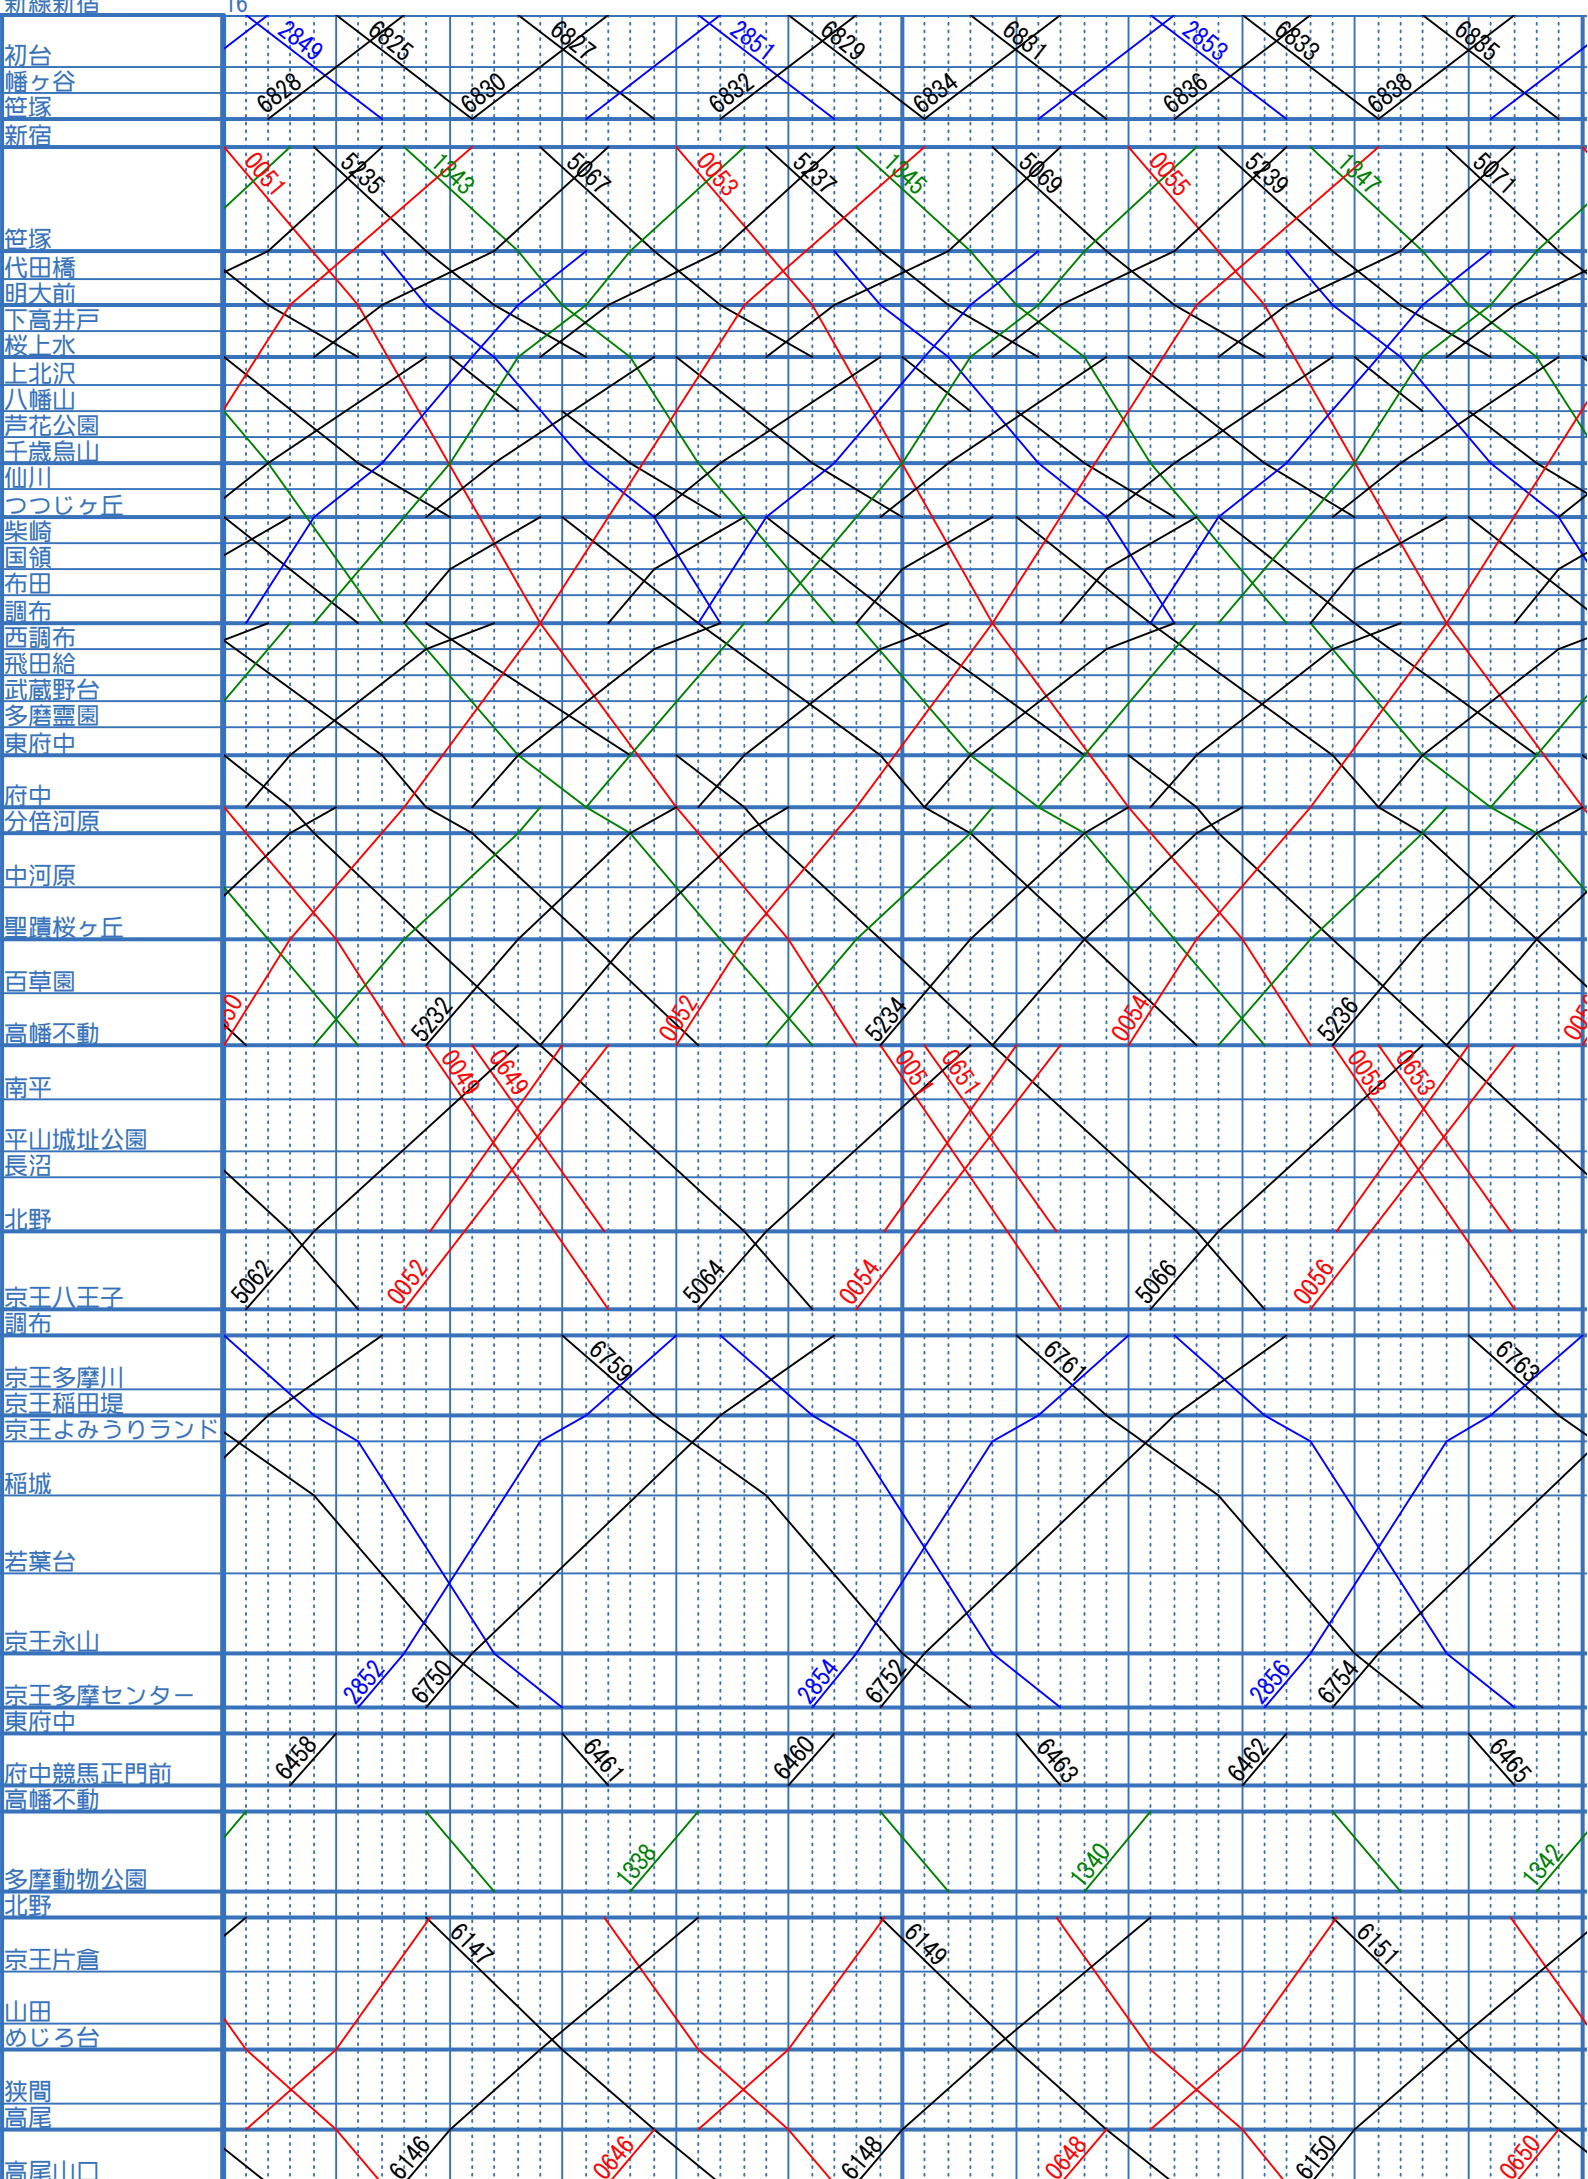 新線新宿 16
2849 6825 6827 2851 6829 6831 2853 6833 6835
初台
幡ヶ谷
6828 6830 6832 6834 6836 6838
笹塚
新宿
0051 5235 1343 5067 0053 5237 1345 5069 0055 5239 1347 5071
笹塚
代田橋
明大前
下高井戸
桜上水
上北沢
八幡山
芦花公園
千歳烏山
仙川
つつじヶ丘
柴崎
国領
布田
調布
西調布
飛田給
武蔵野台
多磨霊園
東府中
府中
分倍河原
中河原
聖蹟桜ヶ丘
百草園
5232 0052 5234 0054 5236
高幡不動
0049 0649 0051 0651 0053 0653
南平
平山城址公園
長沼
北野
5062 0052 5064 0054 5066 0056
京王八王子
調布
6759 6761 6763
京王多摩川
京王稲田堤
京王よみうりランド
稲城
若葉台
京王永山
2852 6750 2854 6752 2856 6754
京王多摩センター
東府中
6458 6461 6460 6463 6462 6465
府中競馬正門前
高幡不動
1338 1340 1342
多摩動物公園
北野
6147 6149 6151
京王片倉
山田
めじろ台
狭間
高尾
6146 0646 6148 0648 6150 0650
高尾山口